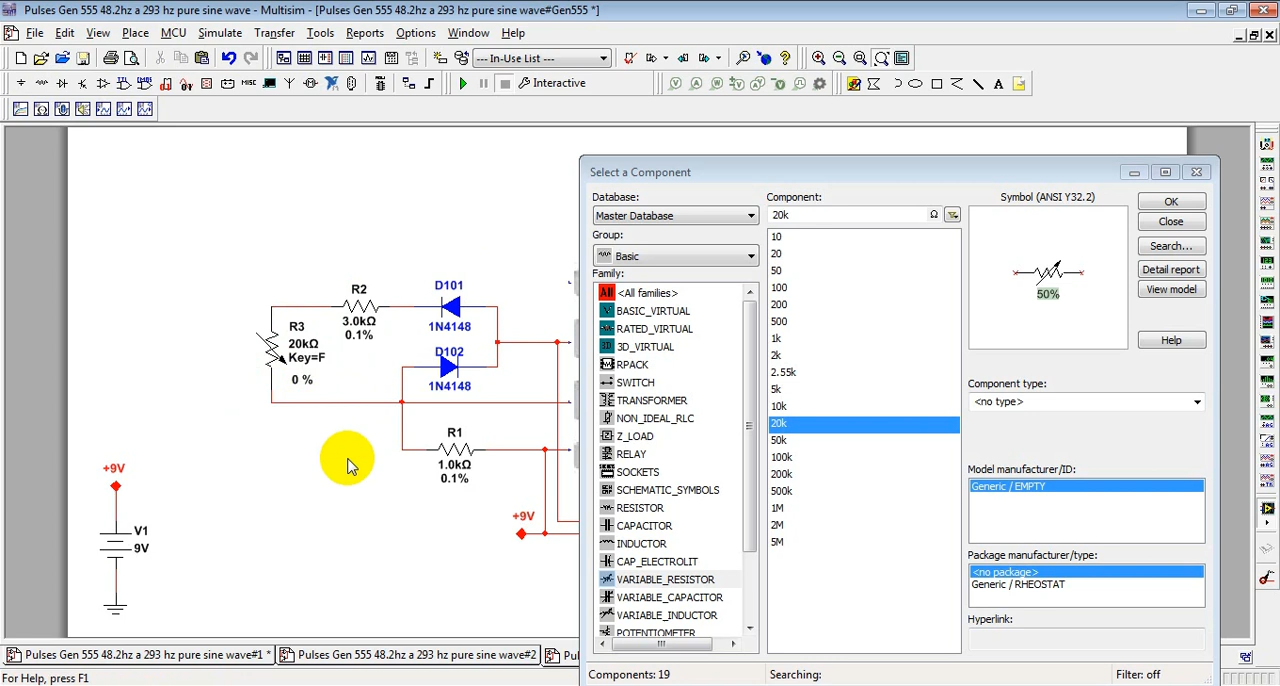 Pulses Gen 555 48.2hz a 293 hz pure sine wave - Multisim - [Pulses Gen 555 48.2hz a 293 hz pure sine wave#Gen555 *]
File Edit View Place MCU Simulate Transfer Tools Reports Options Window Help
--- In-Use List ---
MISC
Interactive
Select a Component
Database:
Master Database
Group:
Basic
Family:
All <All families>
BASIC_VIRTUAL
RATED_VIRTUAL
3D_VIRTUAL
RPACK
SWITCH
TRANSFORMER
NON_IDEAL_RLC
Z_LOAD
RELAY
SOCKETS
SCHEMATIC_SYMBOLS
RESISTOR
CAPACITOR
INDUCTOR
CAP_ELECTROLIT
VARIABLE_RESISTOR
VARIABLE_CAPACITOR
VARIABLE_INDUCTOR
POTENTIOMETER
Component:
20k Ω
10
20
50
100
200
500
1k
2k
2.55k
5k
10k
20k
50k
100k
200k
500k
1M
2M
5M
Symbol (ANSI Y32.2)
50%
OK
Close
Search...
Detail report
View model
Help
Component type:
<no type>
Model manufacturer/ID:
Generic / EMPTY
Package manufacturer/type:
<no package>
Generic / RHEOSTAT
Hyperlink:
Components: 19
Searching:
Filter: off
R2
3.0kΩ
0.1%
D101
1N4148
R3
20kΩ
Key=F
0 %
D102
1N4148
R1
1.0kΩ
0.1%
+9V
V1
9V
+9V
Pulses Gen 555 48.2hz a 293 hz pure sine wave#1 *
Pulses Gen 555 48.2hz a 293 hz pure sine wave#2
Pu
For Help, press F1